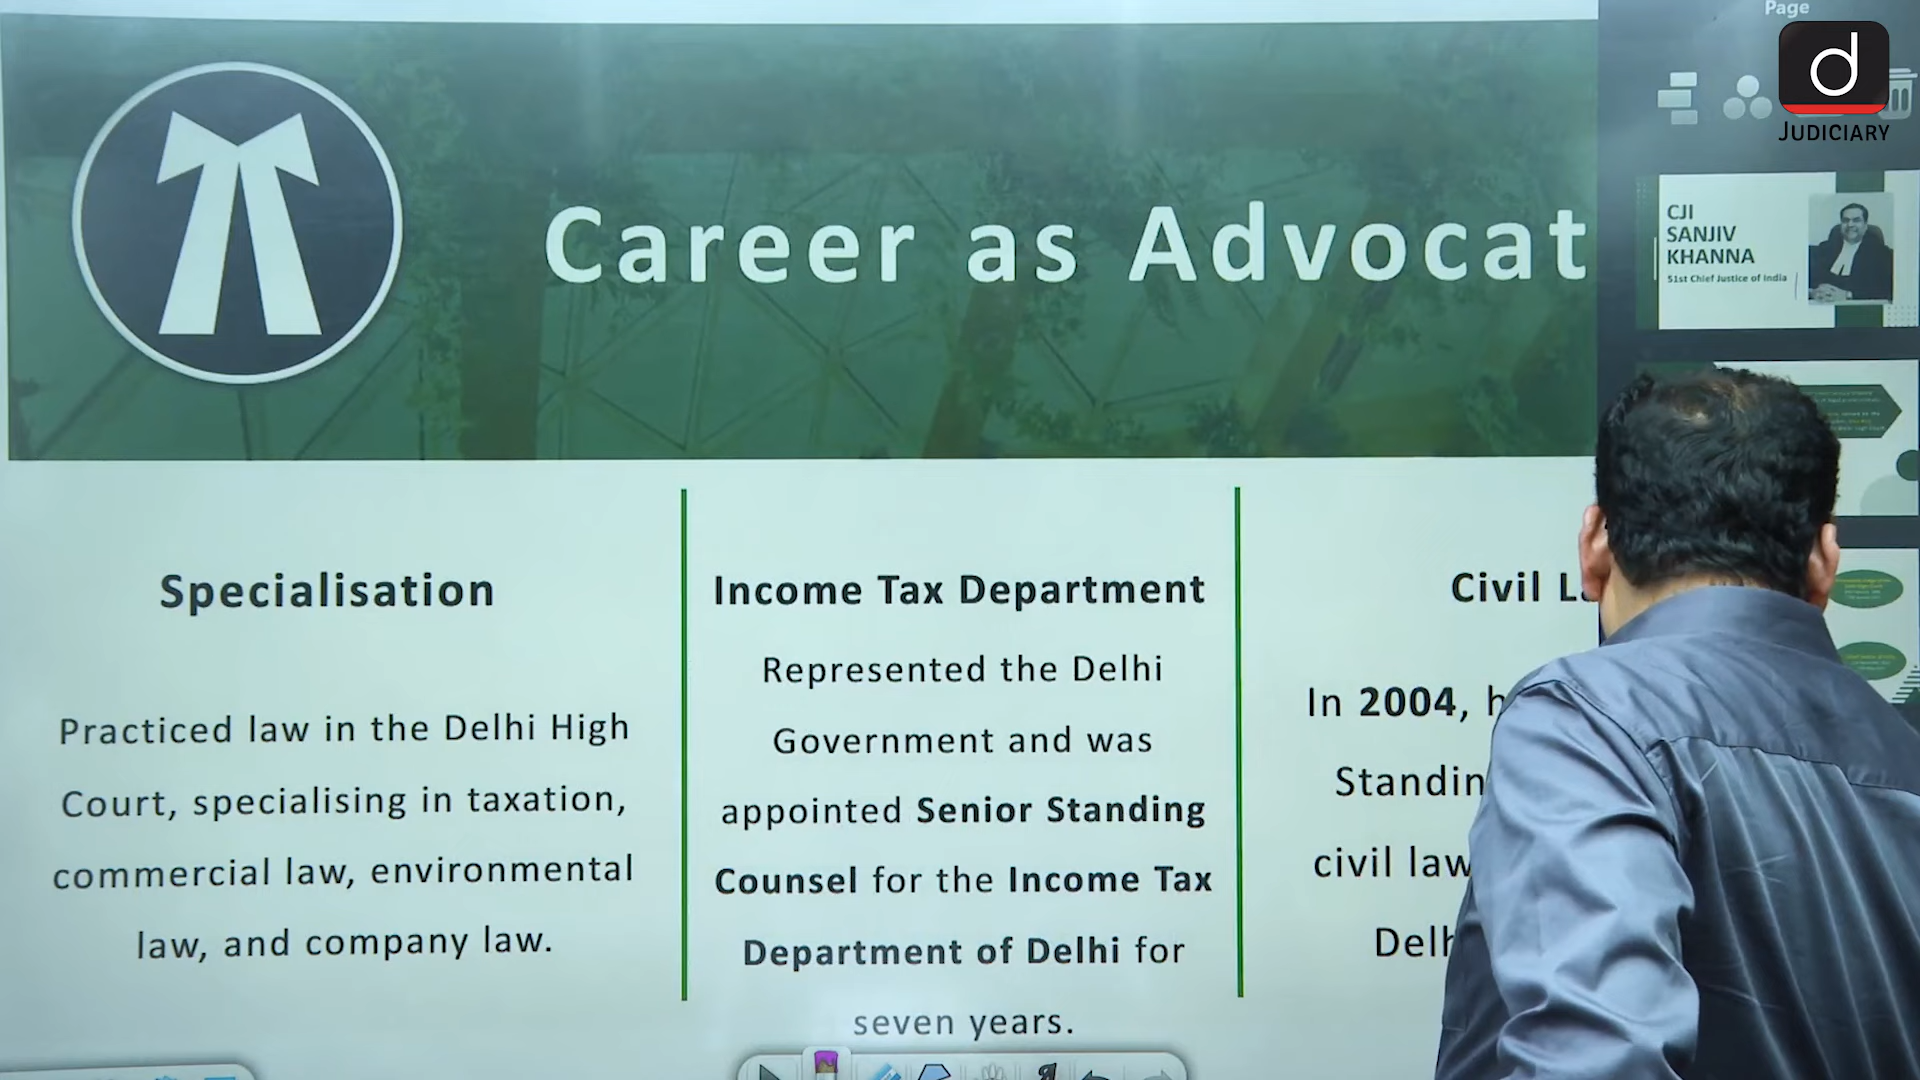 Page
d
JUDICIARY
Career as Advocat
CJI
SANJIV
KHANNA
51st Chief Justice of India
Specialisation
Practiced law in the Delhi High
Court, specialising in taxation,
commercial law, environmental
law, and company law.
Income Tax Department
Represented the Delhi
Government and was
appointed Senior Standing
Counsel for the Income Tax
Department of Delhi for
seven years.
Civil
In 2004,
civil law